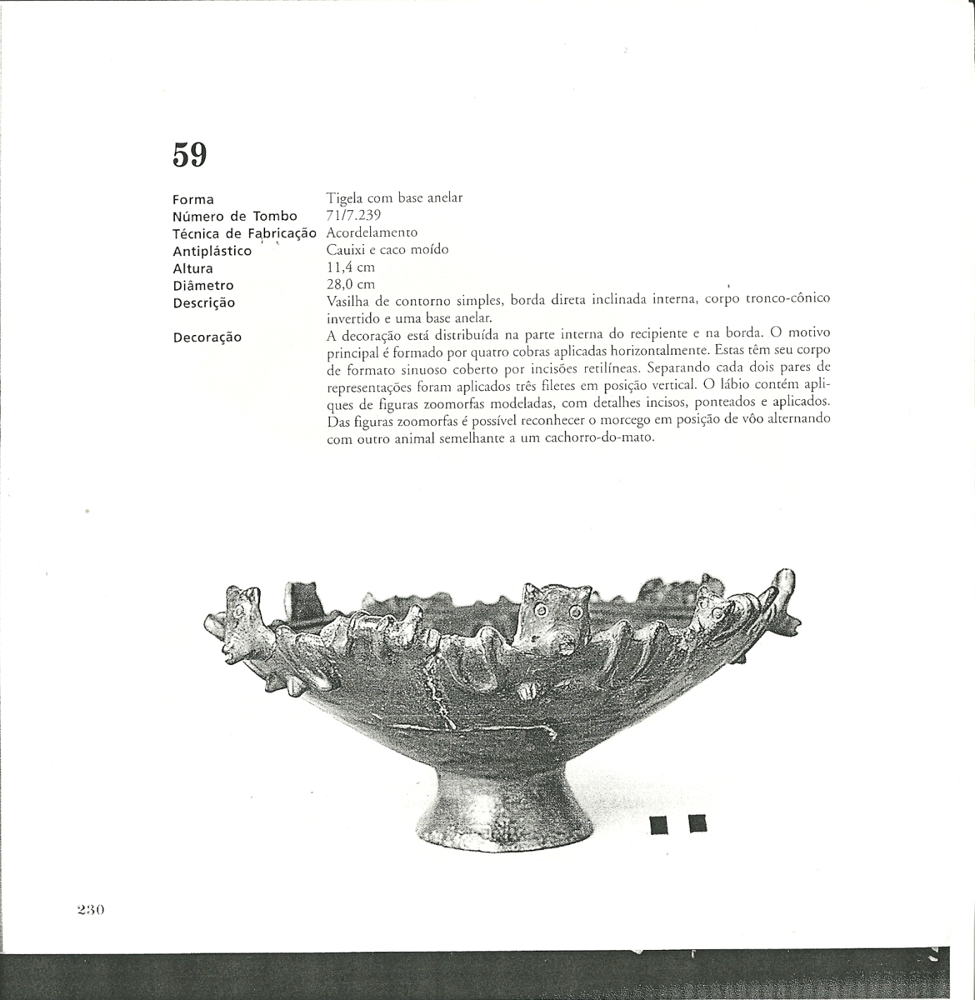 59
Forma Tigela com base anelar
Número de Tombo 71/7.239
Técnica de Fabricação Acordelamento
Antiplástico Cauixi e caco moído
Altura 11,4 cm
Diâmetro 28,0 cm
Descrição Vasilha de contorno simples, borda direta inclinada interna, corpo tronco-cônico
invertido e uma base anelar.
Decoração A decoração está distribuída na parte interna do recipiente e na borda. O motivo
principal é formado por quatro cobras aplicadas horizontalmente. Estas têm seu corpo
de formato sinuoso coberto por incisões retilíneas. Separando cada dois pares de
representações foram aplicados três filetes em posição vertical. O lábio contém apli-
ques de figuras zoomorfas modeladas, com detalhes incisos, ponteados e aplicados.
Das figuras zoomorfas é possível reconhecer o morcego em posição de vôo alternando
com outro animal semelhante a um cachorro-do-mato.
230